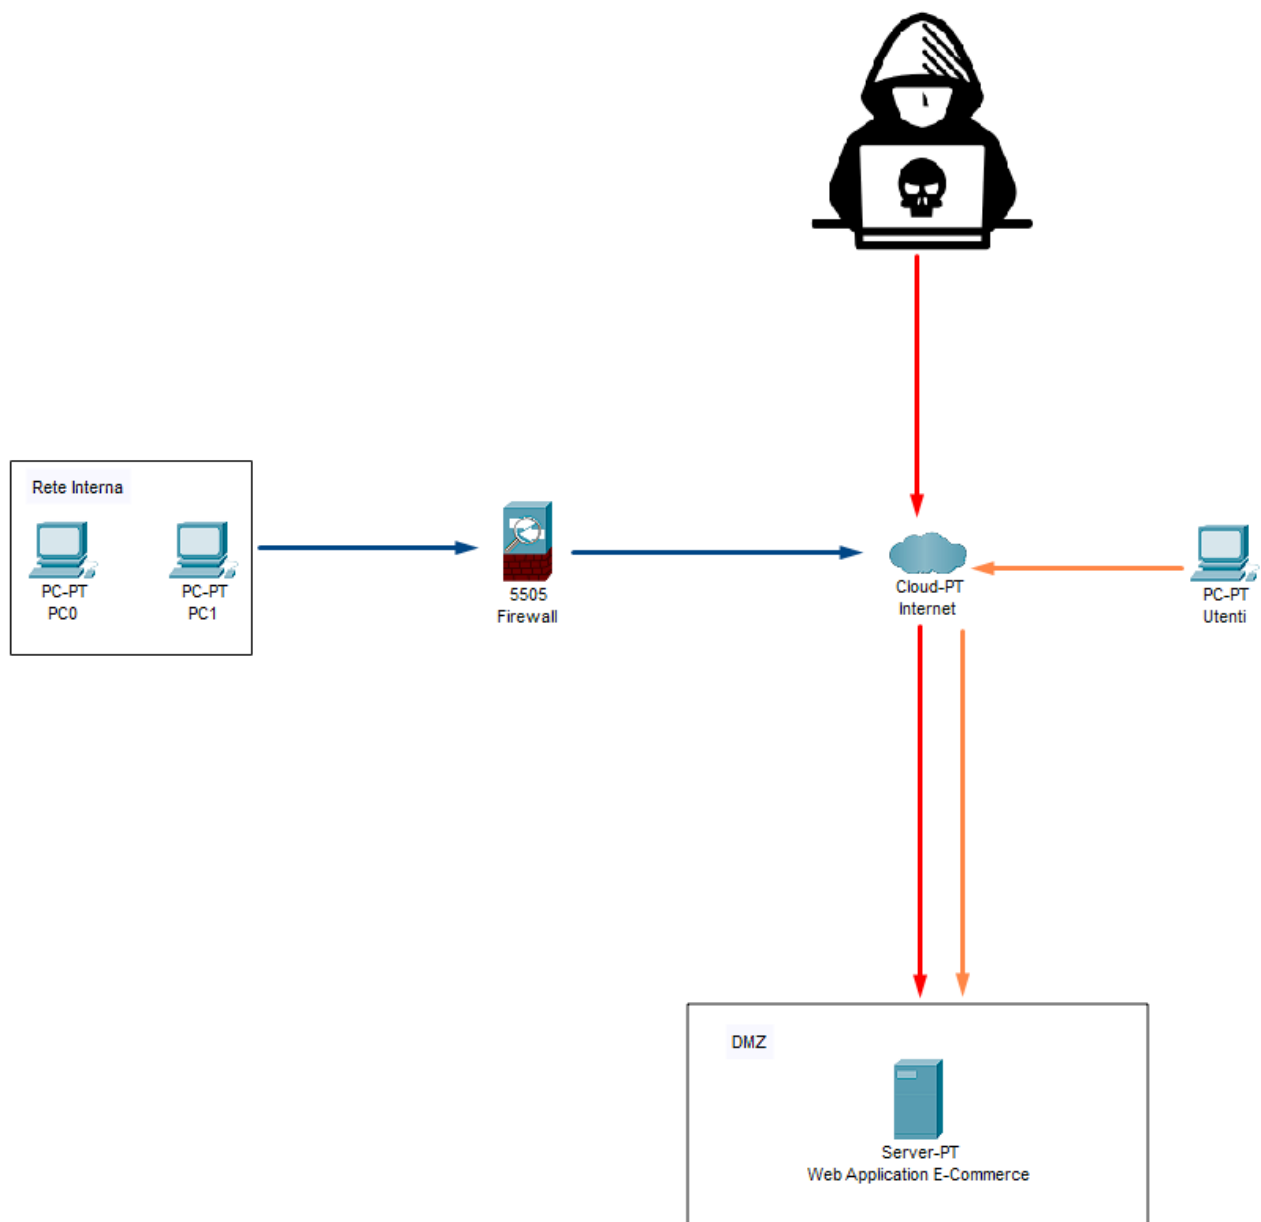 Rete Interna
PC-PT
PC0
PC-PT
PC1
5505
Firewall
Cloud-PT
Internet
PC-PT
Utenti
DMZ
Server-PT
Web Application E-Commerce